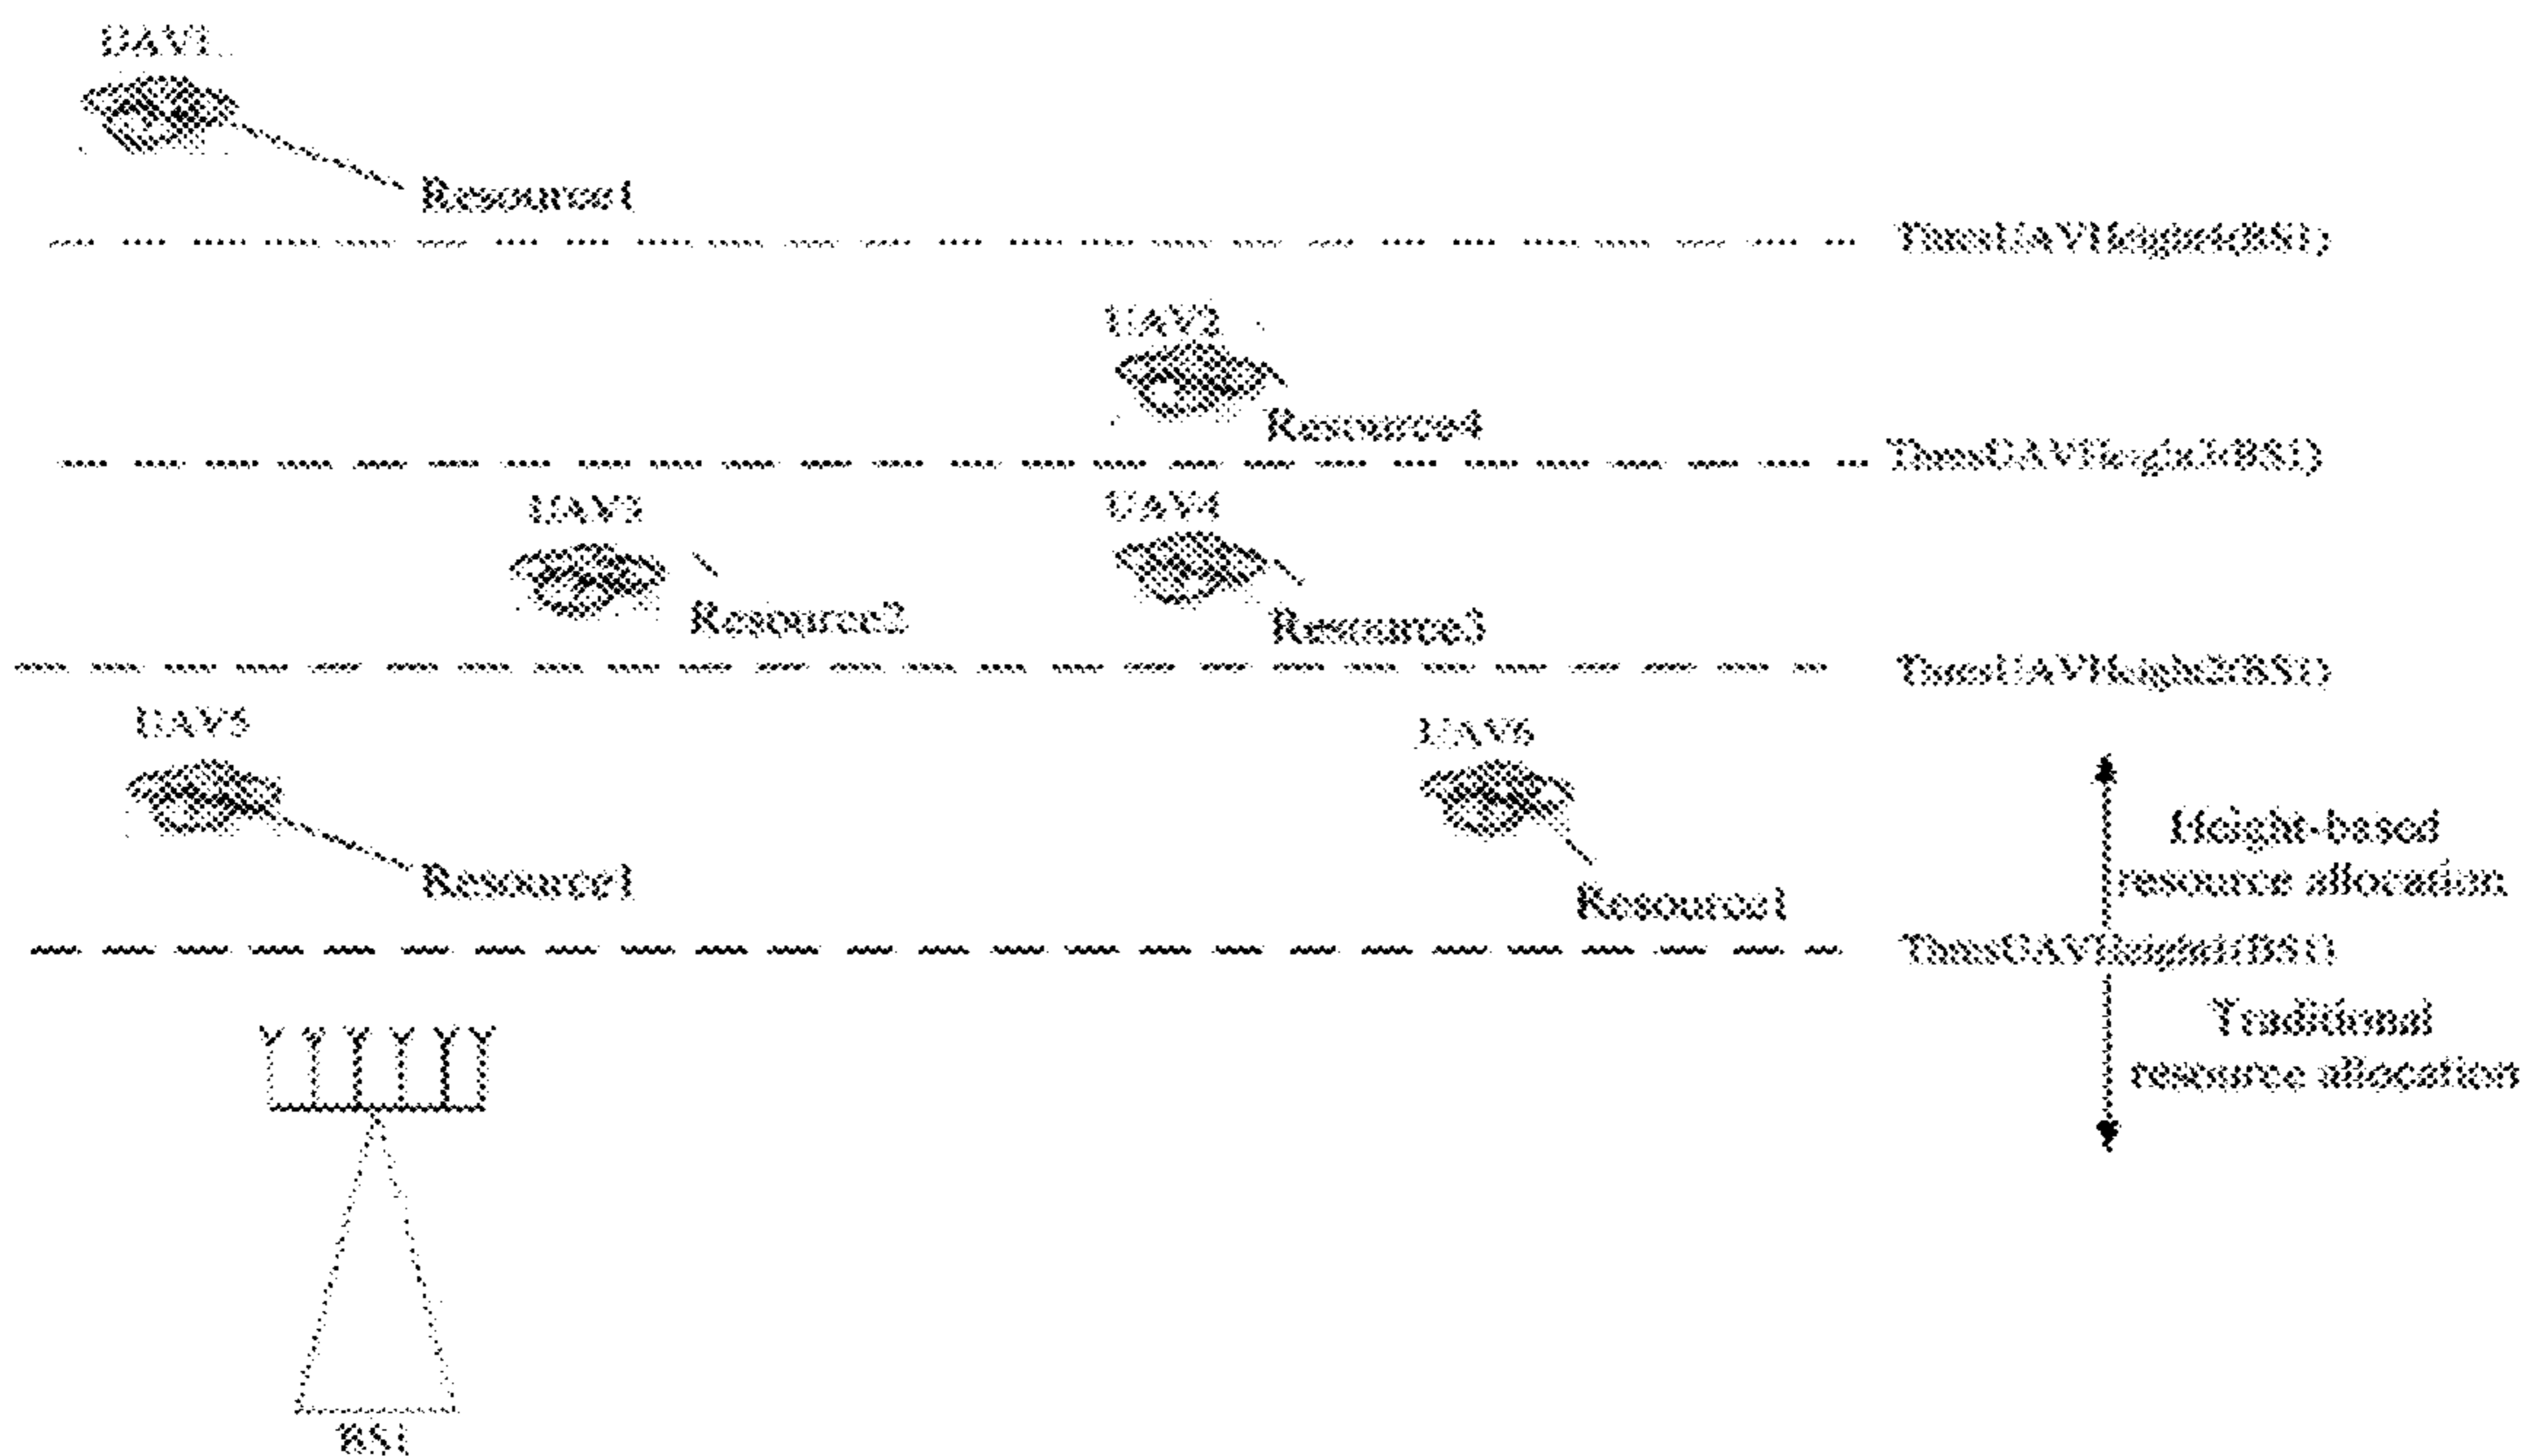 UAV1
Resource1
ThresUAVHeight4(BS1)
UAV2
Resource4
ThresUAVHeight3(BS1)
UAV3
UAV4
Resource2
Resource3
ThresUAVHeight2(BS1)
UAV5
UAV6
Resource1
Resource1
Height-based
resource allocation
ThresUAVHeight1(BS1)
Traditional
resource allocation
BS1